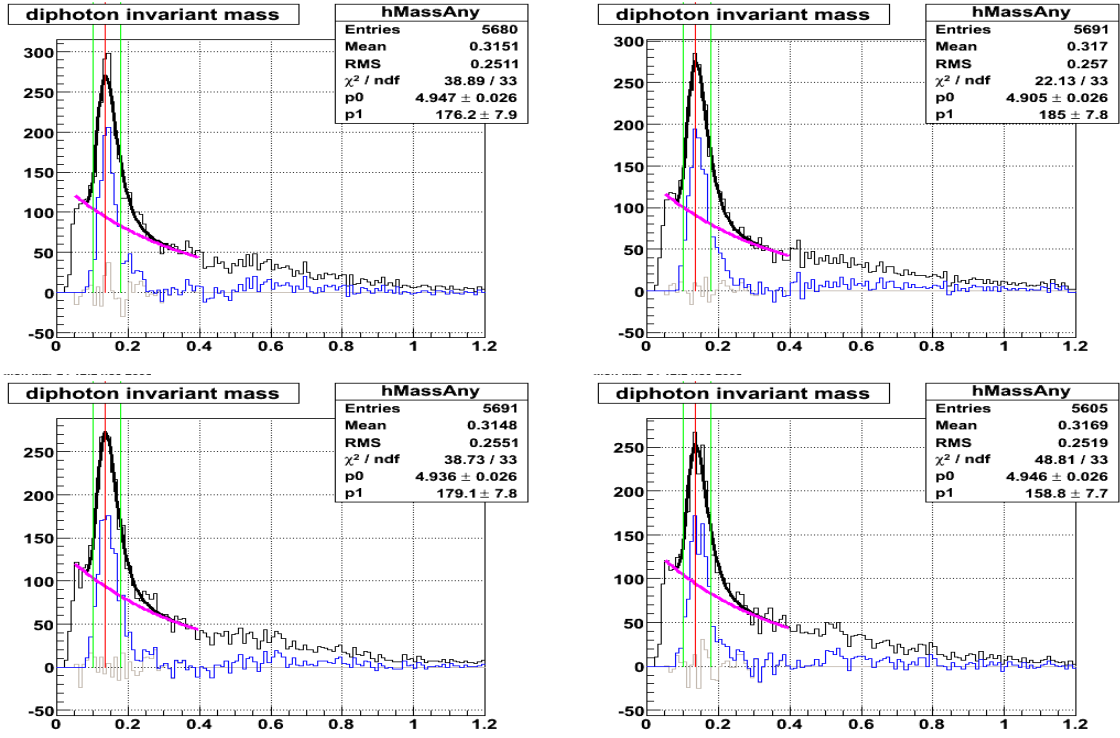 diphoton invariant mass
hMassAny
Entries 5680
Mean 0.3151
RMS 0.2511
χ² / ndf 38.89 / 33
p0 4.947 ± 0.026
p1 176.2 ± 7.9
300
250
200
150
100
50
0
-50
0 0.2 0.4 0.6 0.8 1 1.2
diphoton invariant mass
hMassAny
Entries 5691
Mean 0.317
RMS 0.257
χ² / ndf 22.13 / 33
p0 4.905 ± 0.026
p1 185 ± 7.8
300
250
200
150
100
50
0
-50
0 0.2 0.4 0.6 0.8 1 1.2
diphoton invariant mass
hMassAny
Entries 5691
Mean 0.3148
RMS 0.2551
χ² / ndf 38.73 / 33
p0 4.936 ± 0.026
p1 179.1 ± 7.8
250
200
150
100
50
0
-50
0 0.2 0.4 0.6 0.8 1 1.2
diphoton invariant mass
hMassAny
Entries 5605
Mean 0.3169
RMS 0.2519
χ² / ndf 48.81 / 33
p0 4.946 ± 0.026
p1 158.8 ± 7.7
250
200
150
100
50
0
-50
0 0.2 0.4 0.6 0.8 1 1.2